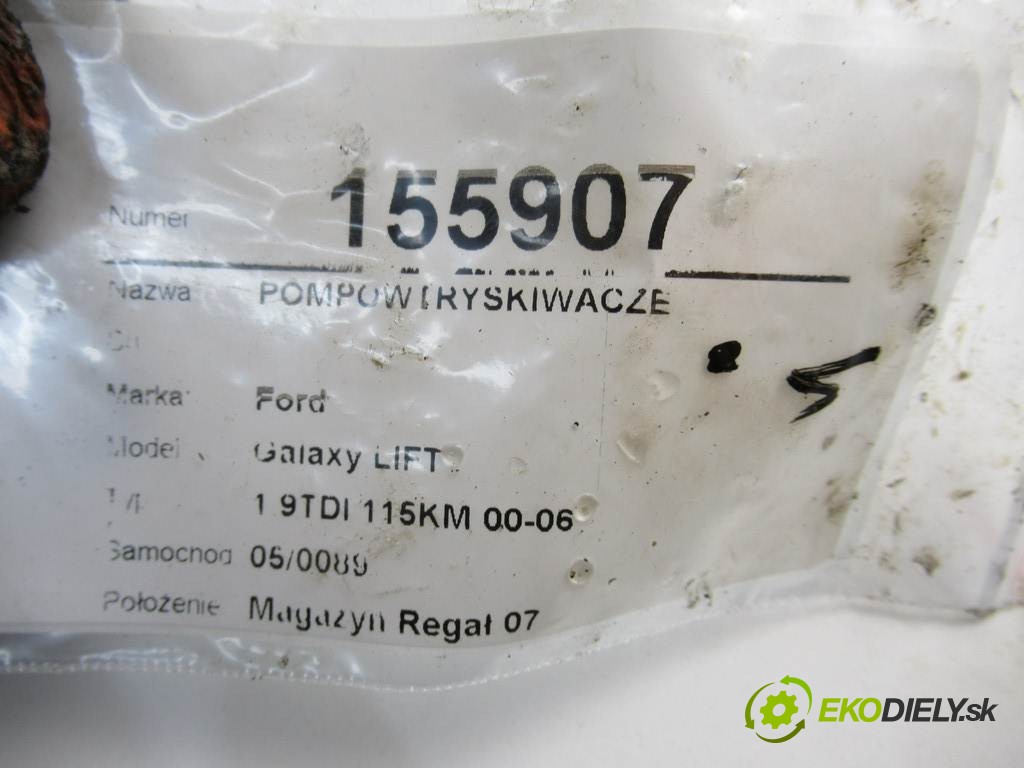 Numer 155907
Nazwa POMPOWTRYSKIWACZE
Marka Ford
Model Galaxy LIFT
1.9TDI 115KM 00-06
Samochod 05/0089
Położenie Magazyn Regał 07
EKODIELY.sk